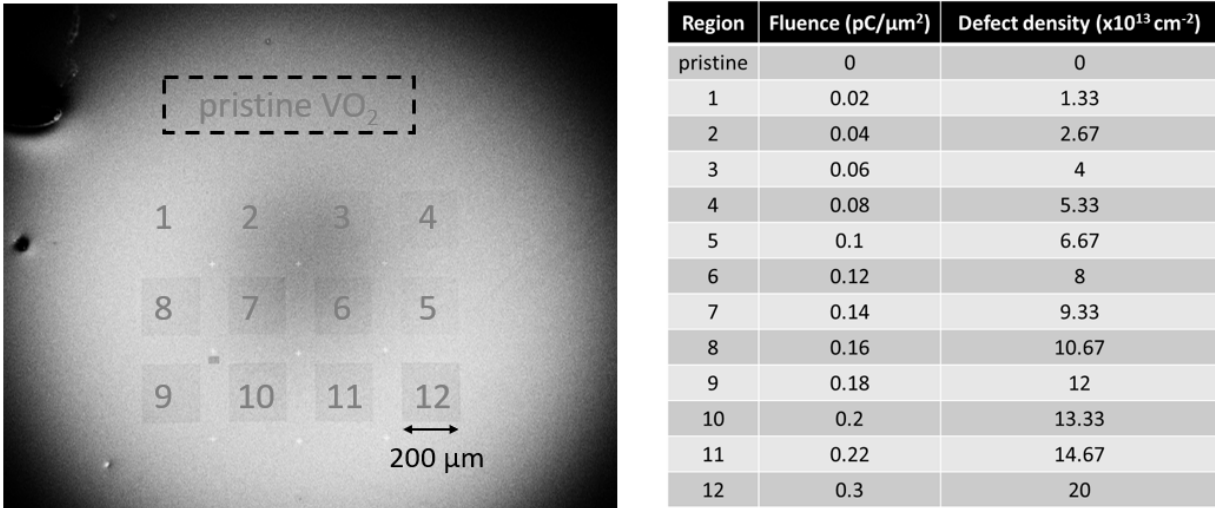 pristine VO₂
1 2 3 4
8 7 6 5
9 10 11 12
200 µm
Region Fluence (pC/µm²) Defect density (x10¹³ cm⁻²)
pristine 0 0
1 0.02 1.33
2 0.04 2.67
3 0.06 4
4 0.08 5.33
5 0.1 6.67
6 0.12 8
7 0.14 9.33
8 0.16 10.67
9 0.18 12
10 0.2 13.33
11 0.22 14.67
12 0.3 20